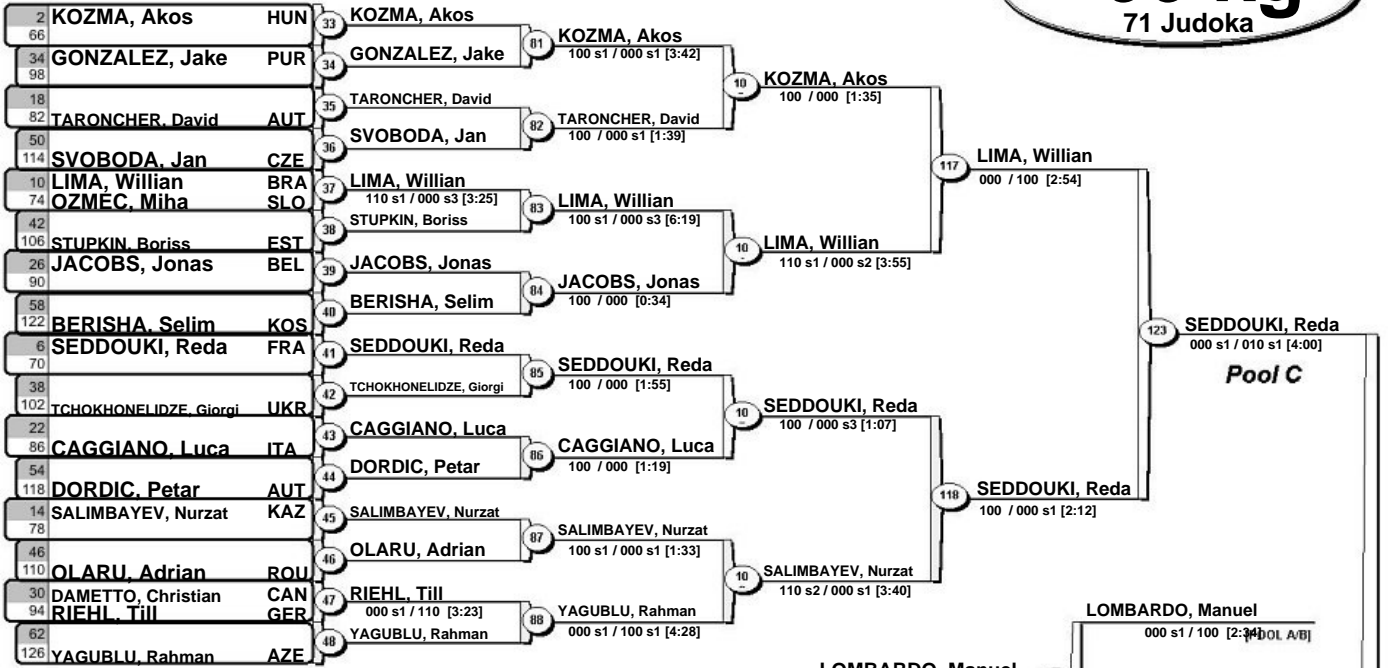 71 Judoka
2 KOZMA, Akos HUN
66
34 GONZALEZ, Jake PUR
98
18
82 TARONCHER, David AUT
50
114 SVOBODA, Jan CZE
10 LIMA, Willian BRA
74 OZMEC, Miha SLO
42
106 STUPKIN, Boriss EST
26 JACOBS, Jonas BEL
90
58
122 BERISHA, Selim KOS
6 SEDDOUKI, Reda FRA
70
38
102 TCHOKHONELIDZE, Giorgi UKR
22
86 CAGGIANO, Luca ITA
54
118 DORDIC, Petar AUT
14 SALIMBAYEV, Nurzat KAZ
78
46
110 OLARU, Adrian ROU
30 DAMETTO, Christian CAN
94 RIEHL, Till GER
62
126 YAGUBLU, Rahman AZE
33 KOZMA, Akos
34 GONZALEZ, Jake
35 TARONCHER, David
36 SVOBODA, Jan
37 LIMA, Willian
110 s1 / 000 s3 [3:25]
38 STUPKIN, Boriss
39 JACOBS, Jonas
40 BERISHA, Selim
41 SEDDOUKI, Reda
42 TCHOKHONELIDZE, Giorgi
43 CAGGIANO, Luca
44 DORDIC, Petar
45 SALIMBAYEV, Nurzat
46 OLARU, Adrian
47 RIEHL, Till
000 s1 / 110 [3:23]
48 YAGUBLU, Rahman
81 KOZMA, Akos
100 s1 / 000 s1 [3:42]
82 TARONCHER, David
100 / 000 s1 [1:39]
83 LIMA, Willian
100 s1 / 000 s3 [6:19]
84 JACOBS, Jonas
100 / 000 [0:34]
85 SEDDOUKI, Reda
100 / 000 [1:55]
86 CAGGIANO, Luca
100 / 000 [1:19]
87 SALIMBAYEV, Nurzat
100 s1 / 000 s1 [1:33]
88 YAGUBLU, Rahman
000 s1 / 100 s1 [4:28]
10 KOZMA, Akos
100 / 000 [1:35]
10 LIMA, Willian
110 s1 / 000 s2 [3:55]
10 SEDDOUKI, Reda
100 / 000 s3 [1:07]
10 SALIMBAYEV, Nurzat
110 s2 / 000 s1 [3:40]
117 LIMA, Willian
000 / 100 [2:54]
118 SEDDOUKI, Reda
100 / 000 s1 [2:12]
123 SEDDOUKI, Reda
000 s1 / 010 s1 [4:00]
Pool C
LOMBARDO, Manuel
000 s1 / 100 [2:34]
LOMBARDO, Manuel